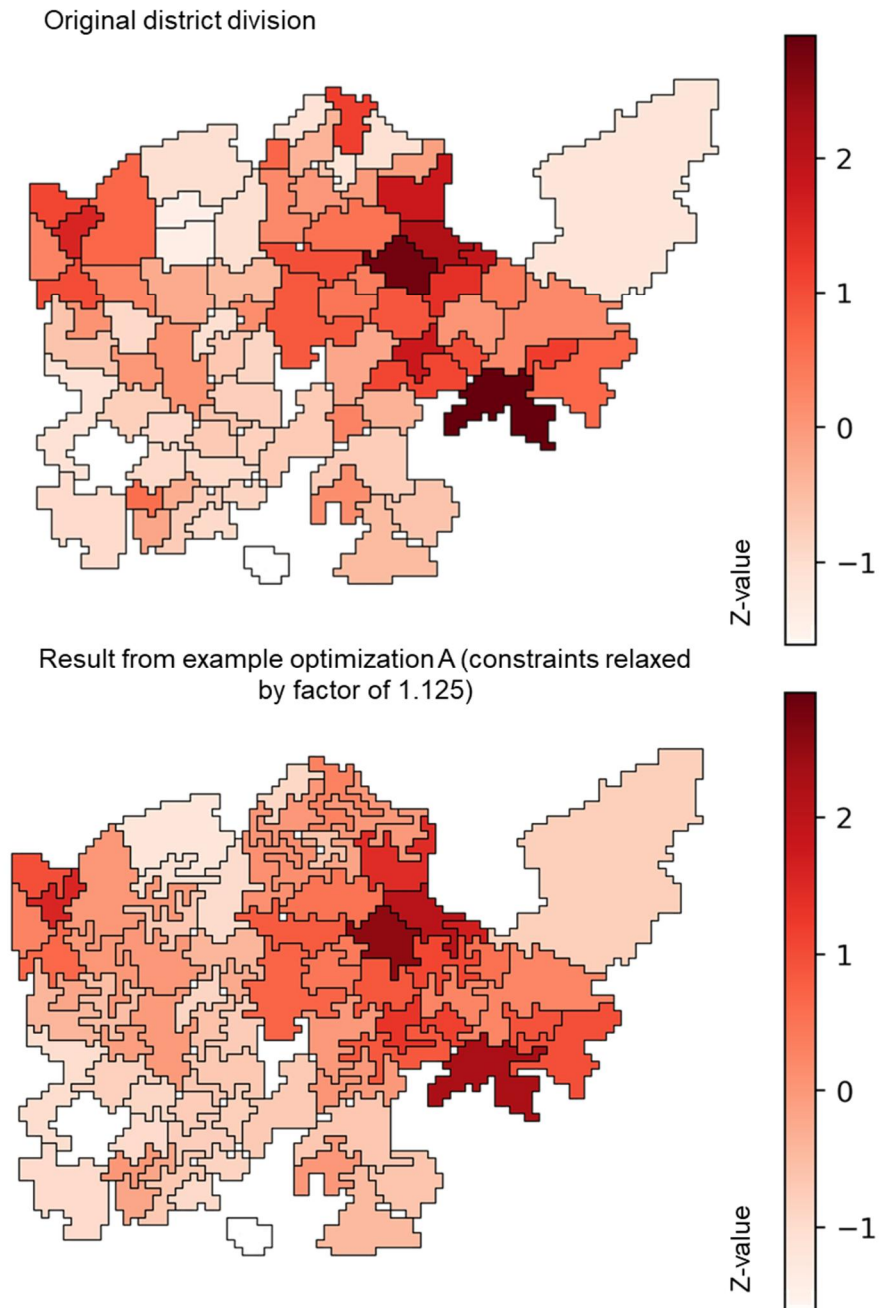 Original district division
2
1
0
−1
Z-value
Result from example optimization A (constraints relaxed
by factor of 1.125)
2
1
0
−1
Z-value